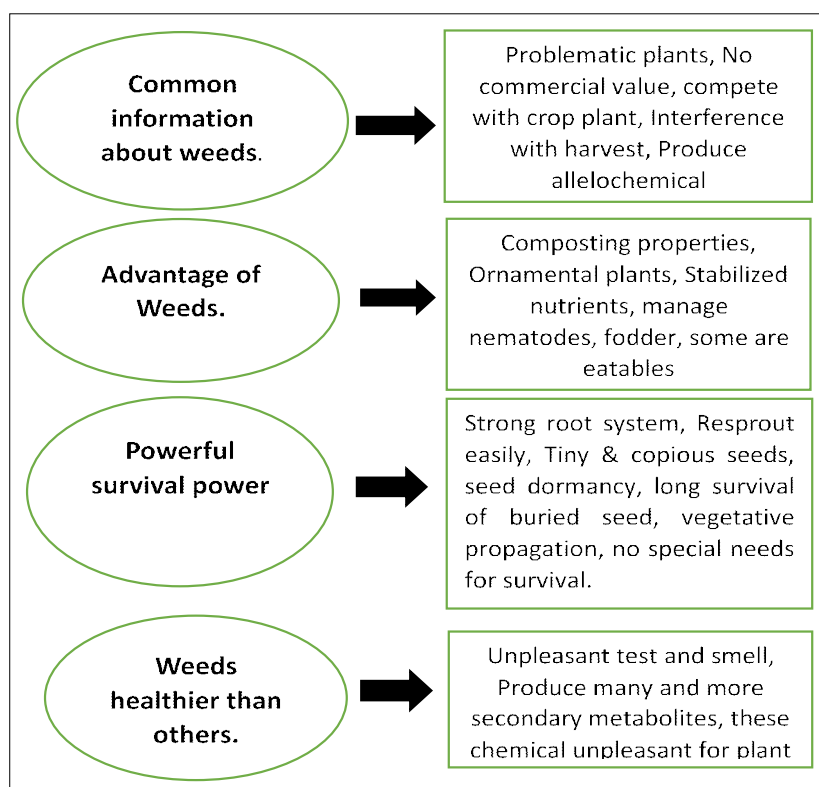 Common
information
about weeds.
Problematic plants, No
commercial value, compete
with crop plant, Interference
with harvest, Produce
allelochemical
Advantage of
Weeds.
Composting properties,
Ornamental plants, Stabilized
nutrients, manage
nematodes, fodder, some are
eatables
Powerful
survival power
Strong root system, Resprout
easily, Tiny & copious seeds,
seed dormancy, long survival
of buried seed, vegetative
propagation, no special needs
for survival.
Weeds
healthier than
others.
Unpleasant test and smell,
Produce many and more
secondary metabolites, these
chemical unpleasant for plant